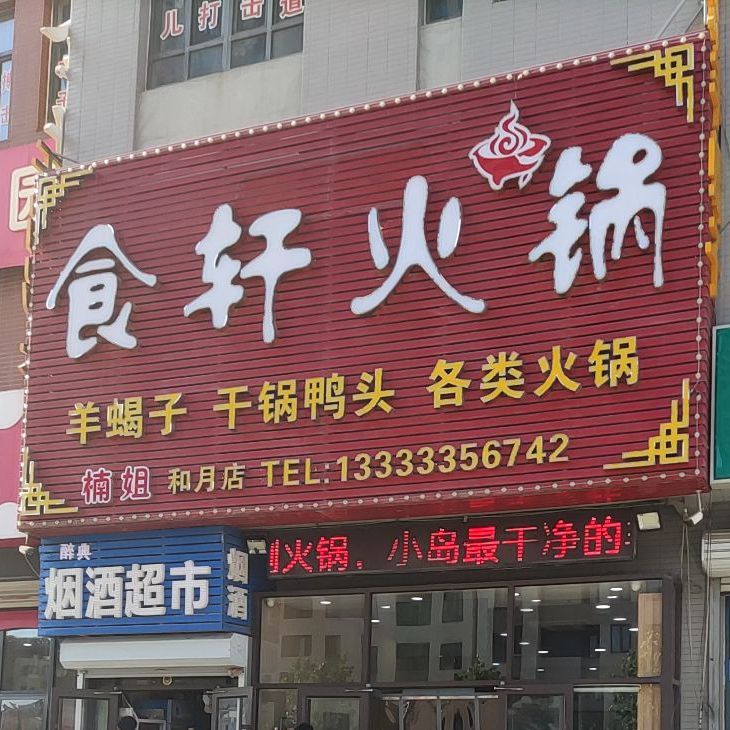 儿打击道
食轩火锅
羊蝎子 干锅鸭头 各类火锅
楠姐 和月店 TEL:13333356742
醉典
烟酒超市
烟酒
火锅，小岛最干净的